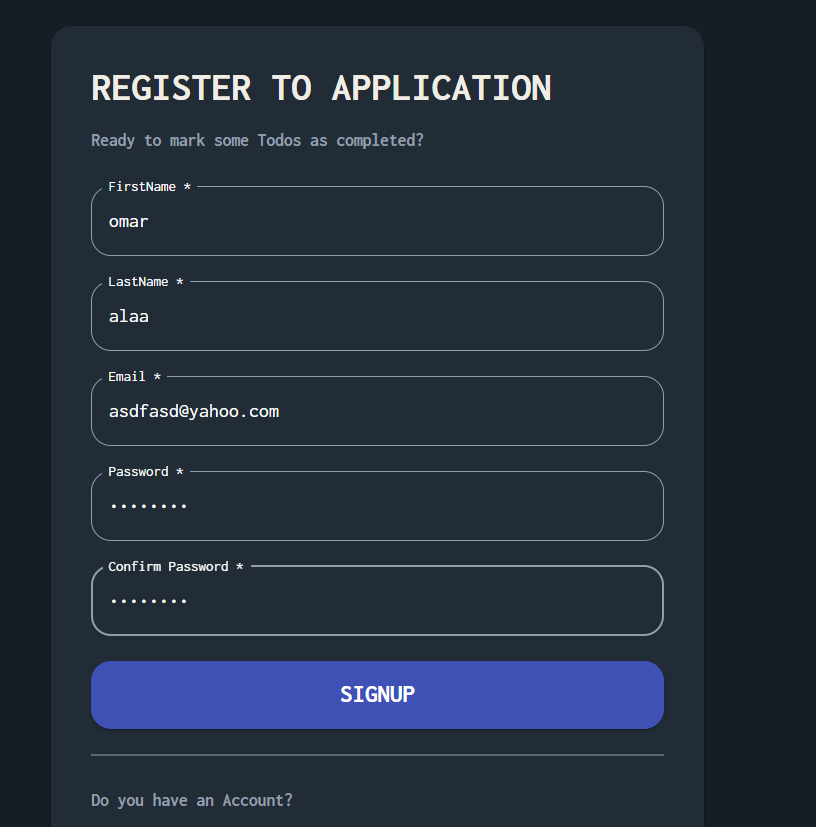 REGISTER TO APPLICATION
Ready to mark some Todos as completed?
FirstName *
omar
LastName *
alaa
Email *
asdfasd@yahoo.com
Password *
••••••••
Confirm Password *
••••••••
SIGNUP
Do you have an Account?